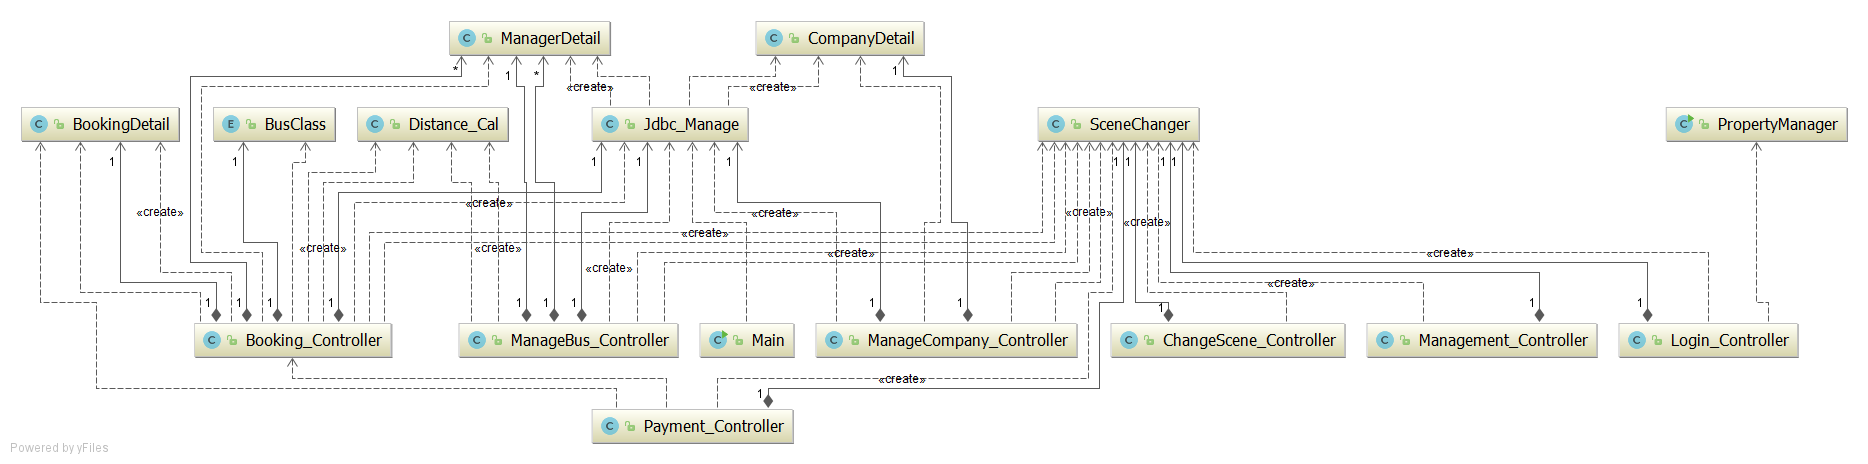 C ManagerDetail
C CompanyDetail
* 1 * 1
«create» «create»
C BookingDetail
E BusClass
C Distance_Cal
C Jdbc_Manage
C SceneChanger
C PropertyManager
1 1 1 1 1 1 1 1 1
«create» «create» «create» «create»
«create» «create»
«create» «create» «create» «create»
«create» «create»
«create»
1 1 1 1 1 1 1 1 1 1 1 1
C Booking_Controller
C ManageBus_Controller
C Main
C ManageCompany_Controller
C ChangeScene_Controller
C Management_Controller
C Login_Controller
«create»
1
C Payment_Controller
Powered by yFiles